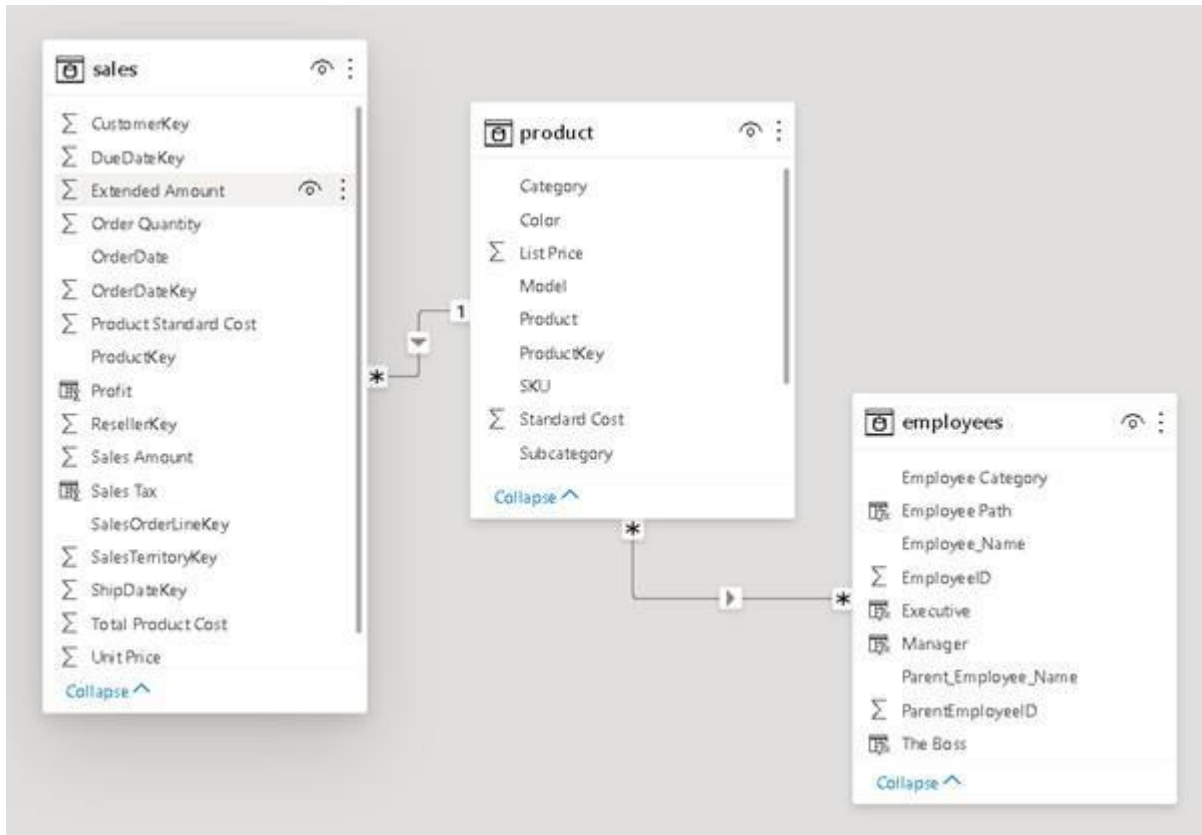 sales
CustomerKey
DueDateKey
Extended Amount
Order Quantity
OrderDate
OrderDateKey
Product Standard Cost
ProductKey
Profit
ResellerKey
Sales Amount
Sales Tax
SalesOrderLineKey
SalesTerritoryKey
ShipDateKey
Total Product Cost
Unit Price
Collapse
1
*
product
Category
Color
List Price
Model
Product
ProductKey
SKU
Standard Cost
Subcategory
Collapse
*
*
employees
Employee Category
Employee Path
Employee_Name
EmployeeID
Executive
Manager
Parent_Employee_Name
ParentEmployeeID
The Boss
Collapse